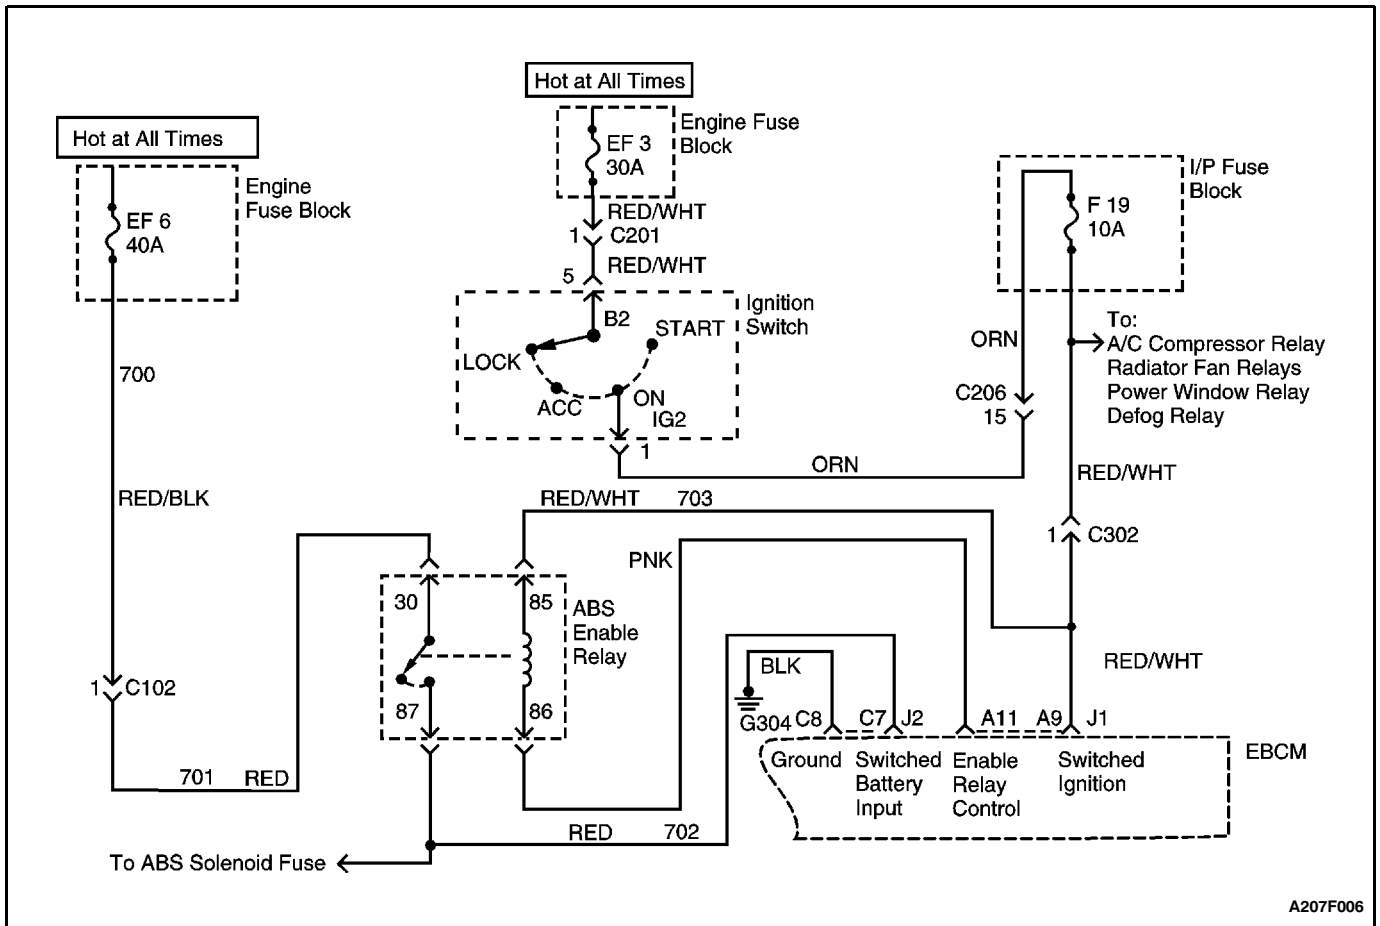 Hot at All Times
Hot at All Times
Engine Fuse
Block
EF 3
30A
Engine
Fuse Block
EF 6
40A
I/P Fuse
Block
F 19
10A
RED/WHT
1 C201
RED/WHT
5
Ignition
Switch
B2
START
LOCK
ACC
ON
IG2
1
ORN
To:
A/C Compressor Relay
Radiator Fan Relays
Power Window Relay
Defog Relay
C206
15
700
ORN
RED/WHT
RED/BLK
RED/WHT 703
1 C302
PNK
30
85
ABS
Enable
Relay
87
86
RED/WHT
BLK
1 C102
G304 C8 C7 J2 A11 A9 J1
EBCM
Ground
Switched
Battery
Input
Enable
Relay
Control
Switched
Ignition
701 RED
RED 702
To ABS Solenoid Fuse
A207F006